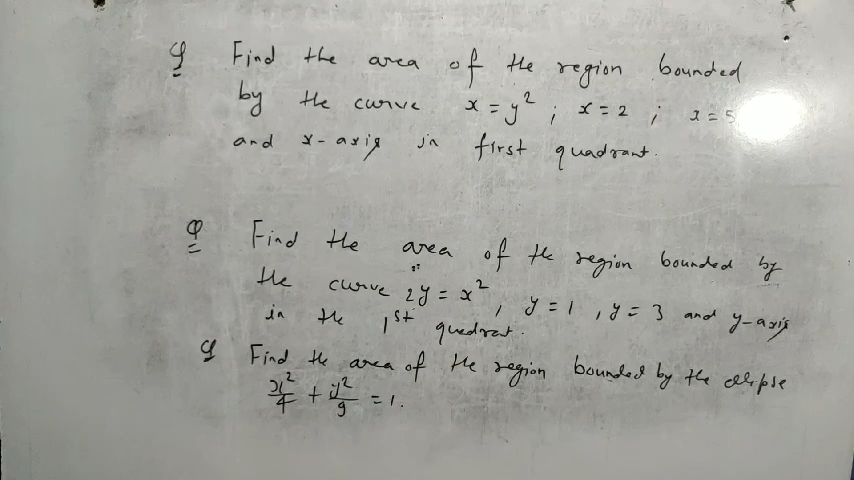 Q Find the area of the region bounded
by the curve x = y² ; x = 2 ; x = 5
and x-axis in first quadrant.
Q Find the area of the region bounded by
the curve 2y = x², y = 1, y = 3 and y-axis
in the 1st quadrant.
Q Find the area of the region bounded by the ellipse
x²/4 + y²/9 = 1.